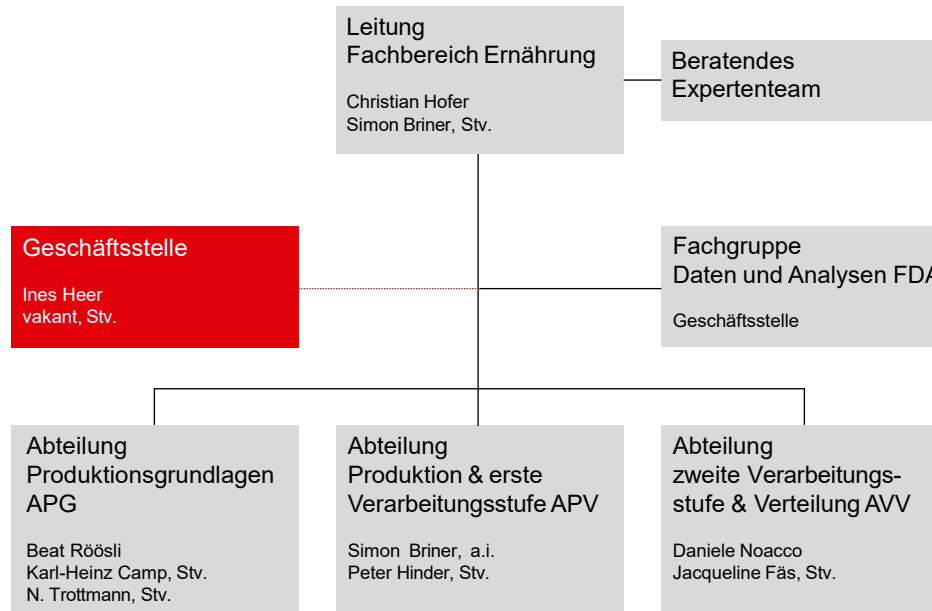 Leitung
Fachbereich Ernährung
Christian Hofer
Simon Briner, Stv.
Beratendes
Expertenteam
Geschäftsstelle
Ines Heer
vakant, Stv.
Fachgruppe
Daten und Analysen FDA
Geschäftsstelle
Abteilung
Produktionsgrundlagen
APG
Beat Röösli
Karl-Heinz Camp, Stv.
N. Trottmann, Stv.
Abteilung
Produktion & erste
Verarbeitungsstufe APV
Simon Briner, a.i.
Peter Hinder, Stv.
Abteilung
zweite Verarbeitungs-
stufe & Verteilung AVV
Daniele Noacco
Jacqueline Fäs, Stv.